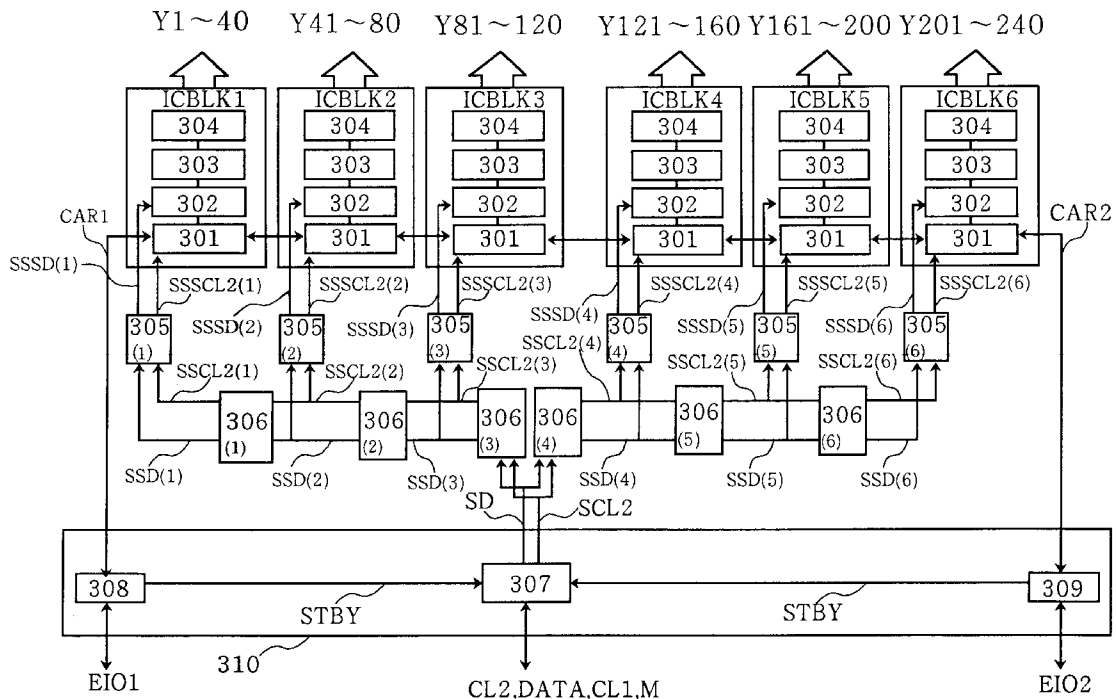 Y1～40 Y41～80 Y81～120 Y121～160 Y161～200 Y201～240
ICBLK1 ICBLK2 ICBLK3 ICBLK4 ICBLK5 ICBLK6
304 304 304 304 304 304
303 303 303 303 303 303
302 302 302 302 302 302
CAR1 CAR2
301 301 301 301 301 301
SSSD(1)
SSSCL2(1) SSSCL2(2) SSSCL2(3) SSSCL2(4) SSSCL2(5) SSSCL2(6)
SSSD(2) SSSD(3) SSSD(4) SSSD(5) SSSD(6)
305 305 305 305 305 305
(1) (2) (3) (4) (5) (6)
SSCL2(1) SSCL2(2) SSCL2(3) SSCL2(4) SSCL2(5) SSCL2(6)
306 306 306 306 306 306
(1) (2) (3) (4) (5) (6)
SSD(1) SSD(2) SSD(3) SSD(4) SSD(5) SSD(6)
SD SCL2
308 307 309
STBY STBY
310
EIO1 CL2,DATA,CL1,M EIO2